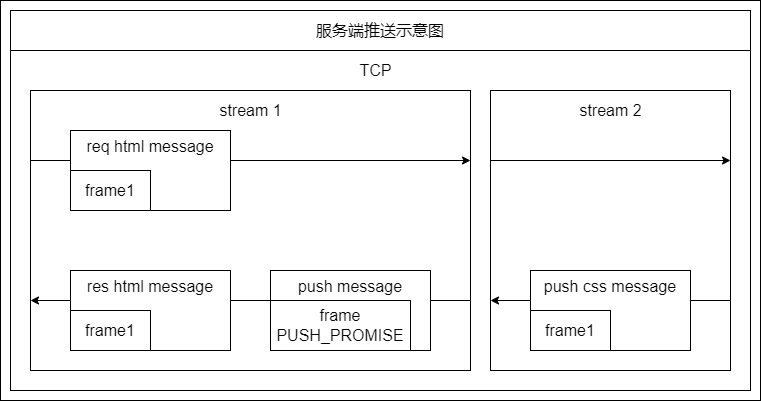 服务端推送示意图
TCP
stream 1
req html message
frame1
res html message
frame1
push message
frame
PUSH_PROMISE
stream 2
push css message
frame1